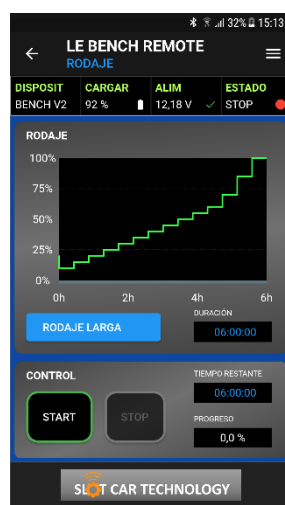 32% 15:13
LE BENCH REMOTE
RODAJE
DISPOSIT CARGAR ALIM ESTADO
BENCH V2 92 % 12,18 V STOP
RODAJE
100%
75%
50%
25%
0%
0h 2h 4h 6h
DURACIÓN
RODAJE LARGA 06:00:00
CONTROL TIEMPO RESTANTE
06:00:00
START STOP PROGRESO
0,0 %
SLOT CAR TECHNOLOGY